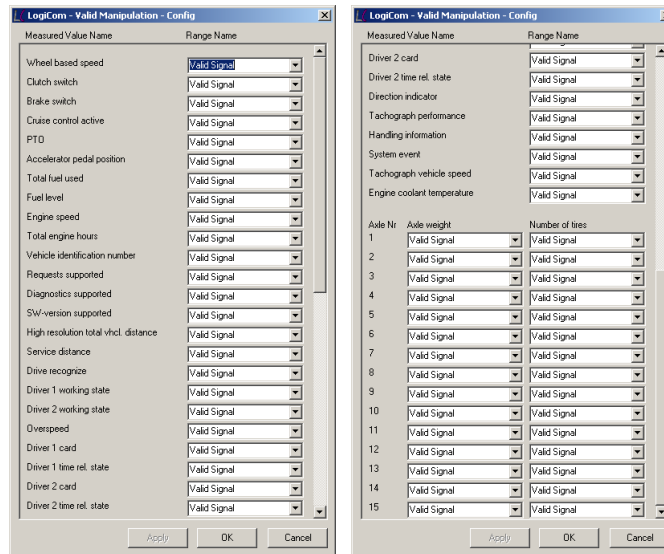 LogiCom - Valid Manipulation - Config
Measured Value Name Range Name
Wheel based speed Valid Signal
Clutch switch Valid Signal
Brake switch Valid Signal
Cruise control active Valid Signal
PTO Valid Signal
Accelerator pedal position Valid Signal
Total fuel used Valid Signal
Fuel level Valid Signal
Engine speed Valid Signal
Total engine hours Valid Signal
Vehicle identification number Valid Signal
Requests supported Valid Signal
Diagnostics supported Valid Signal
SW-version supported Valid Signal
High resolution total vhcl. distance Valid Signal
Service distance Valid Signal
Drive recognize Valid Signal
Driver 1 working state Valid Signal
Driver 2 working state Valid Signal
Overspeed Valid Signal
Driver 1 card Valid Signal
Driver 1 time rel. state Valid Signal
Driver 2 card Valid Signal
Driver 2 time rel. state Valid Signal
Apply OK Cancel
LogiCom - Valid Manipulation - Config
Measured Value Name Range Name
Driver 2 card Valid Signal
Driver 2 time rel. state Valid Signal
Direction indicator Valid Signal
Tachograph performance Valid Signal
Handling information Valid Signal
System event Valid Signal
Tachograph vehicle speed Valid Signal
Engine coolant temperature Valid Signal
Axle Nr Axle weight Number of tires
1 Valid Signal Valid Signal
2 Valid Signal Valid Signal
3 Valid Signal Valid Signal
4 Valid Signal Valid Signal
5 Valid Signal Valid Signal
6 Valid Signal Valid Signal
7 Valid Signal Valid Signal
8 Valid Signal Valid Signal
9 Valid Signal Valid Signal
10 Valid Signal Valid Signal
11 Valid Signal Valid Signal
12 Valid Signal Valid Signal
13 Valid Signal Valid Signal
14 Valid Signal Valid Signal
15 Valid Signal Valid Signal
Apply OK Cancel